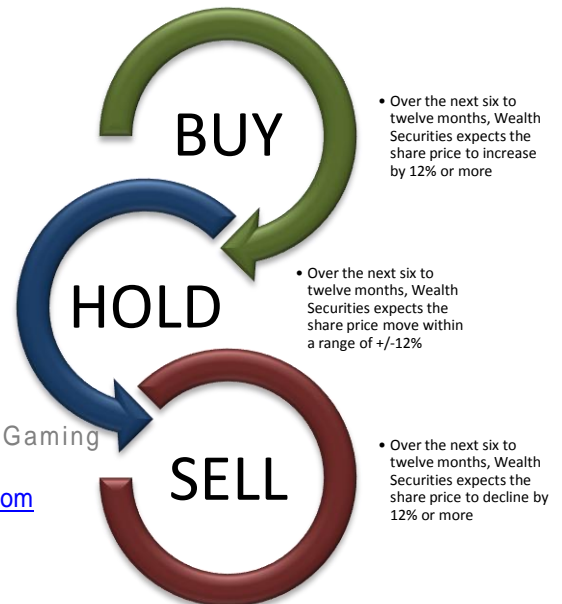 BUY
• Over the next six to
twelve months, Wealth
Securities expects the
share price to increase
by 12% or more
HOLD
• Over the next six to
twelve months, Wealth
Securities expects the
share price move within
a range of +/-12%
Gaming
om
SELL
• Over the next six to
twelve months, Wealth
Securities expects the
share price to decline by
12% or more